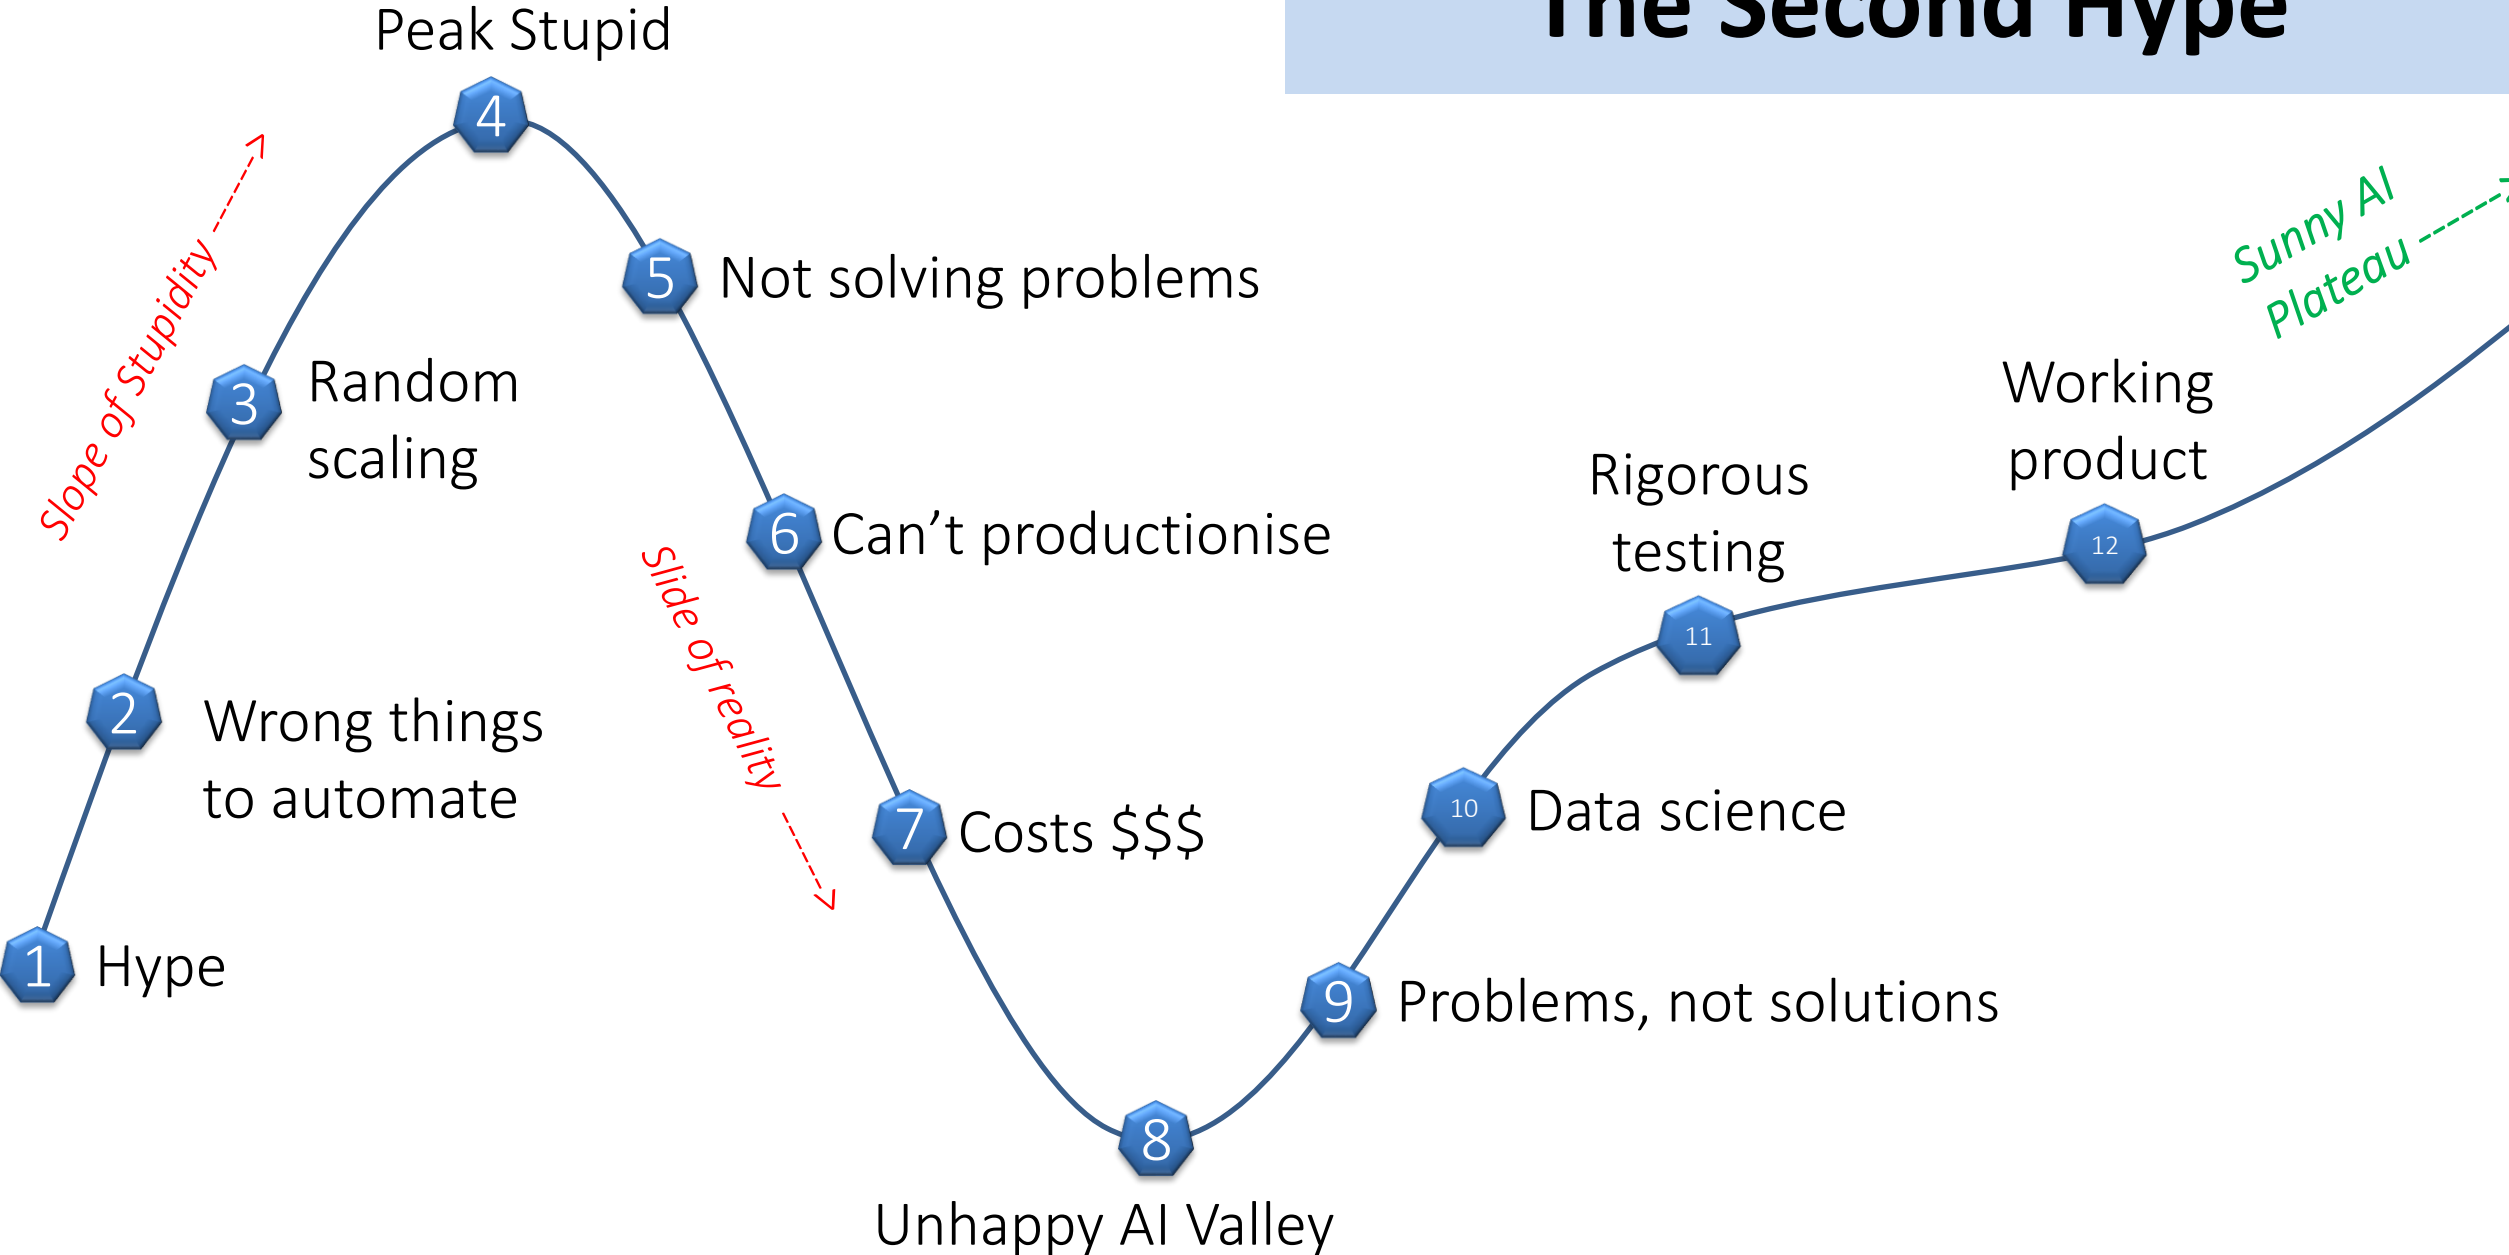 The Second Hype
Peak Stupid
4
Slope of Stupidity
5
Not solving problems
Sunny AI
Plateau
3
Random
scaling
Working
product
Rigorous
testing
6
Can’t productionise
12
Slide of reality
11
2
Wrong things
to automate
7
Costs $$$
10
Data science
1
Hype
9
Problems, not solutions
8
Unhappy AI Valley